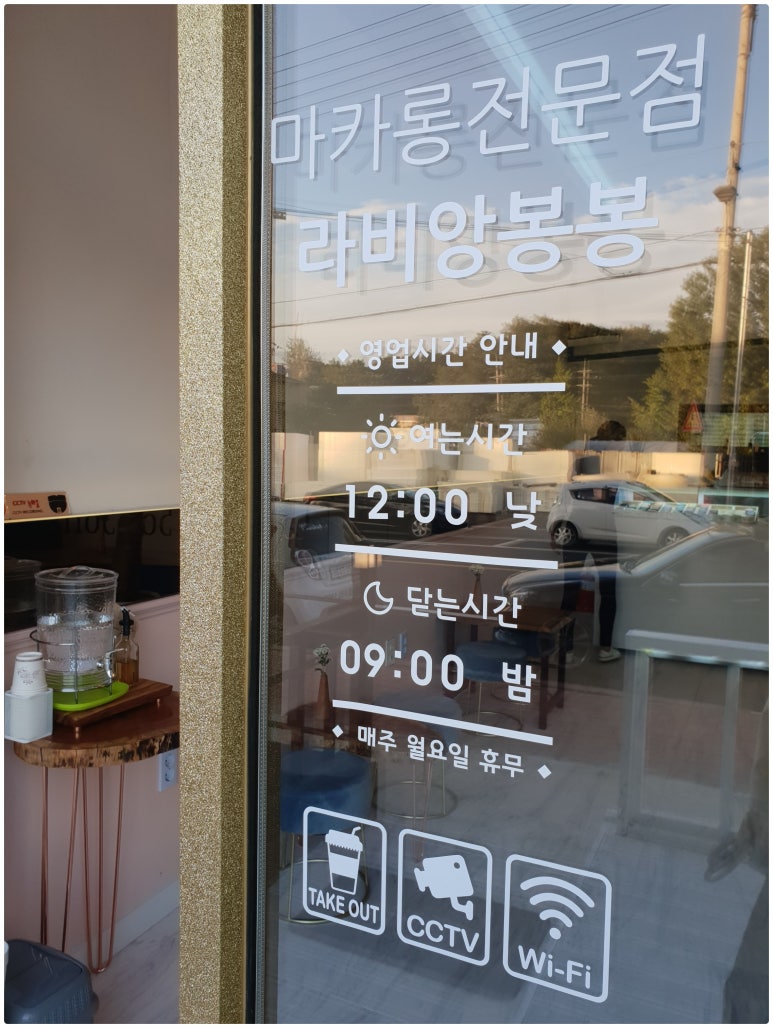 마카롱전문점
라비앙봉봉
영업시간 안내
여는시간
12:00 낮
닫는시간
09:00 밤
매주 월요일 휴무
TAKE OUT
CCTV
Wi-Fi